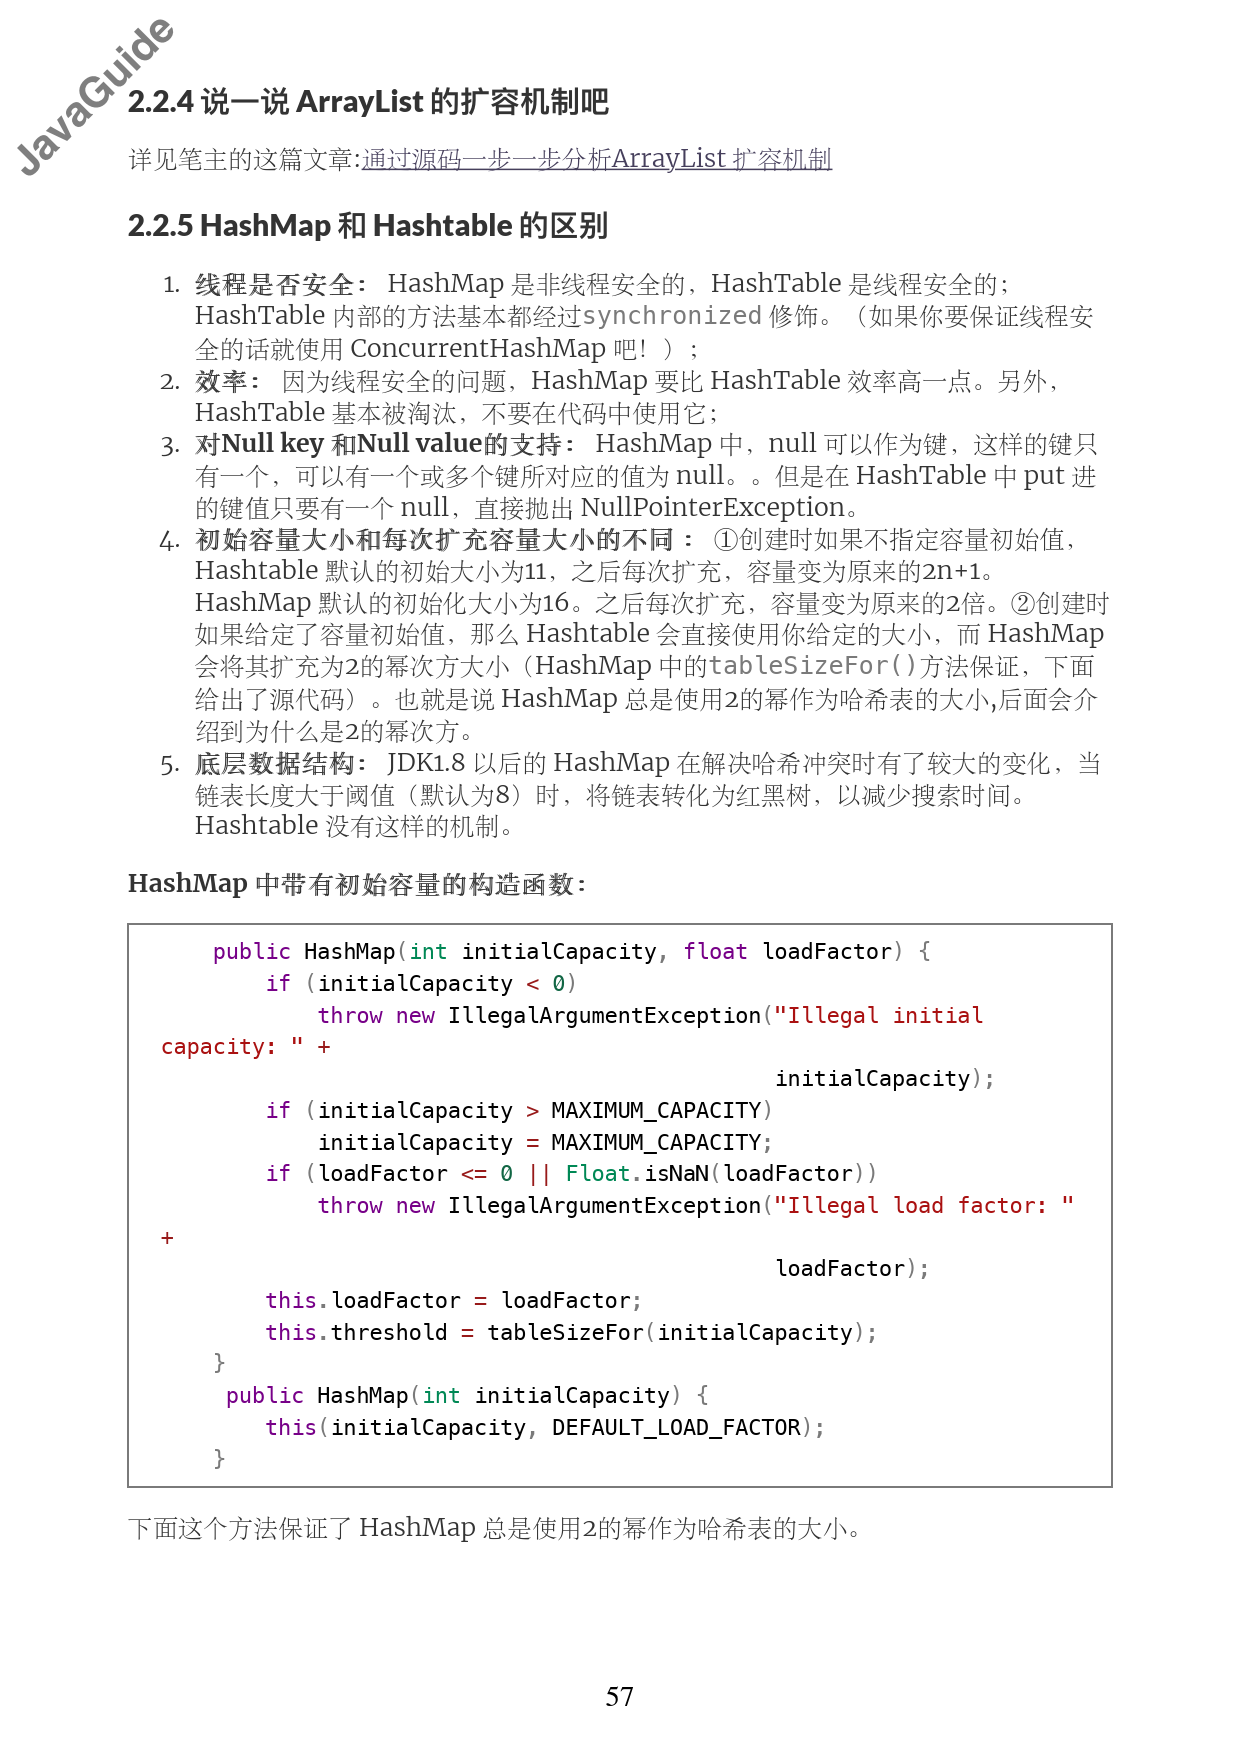 JavaGuide
2.2.4 说一说 ArrayList 的扩容机制吧
详见笔主的这篇文章:通过源码一步一步分析ArrayList 扩容机制
2.2.5 HashMap 和 Hashtable 的区别
1. 线程是否安全： HashMap 是非线程安全的，HashTable 是线程安全的；
HashTable 内部的方法基本都经过synchronized 修饰。（如果你要保证线程安
全的话就使用 ConcurrentHashMap 吧！）；
2. 效率： 因为线程安全的问题，HashMap 要比 HashTable 效率高一点。另外，
HashTable 基本被淘汰，不要在代码中使用它；
3. 对Null key 和Null value的支持： HashMap 中，null 可以作为键，这样的键只
有一个，可以有一个或多个键所对应的值为 null。。但是在 HashTable 中 put 进
的键值只要有一个 null，直接抛出 NullPointerException。
4. 初始容量大小和每次扩充容量大小的不同 ： ①创建时如果不指定容量初始值，
Hashtable 默认的初始大小为11，之后每次扩充，容量变为原来的2n+1。
HashMap 默认的初始化大小为16。之后每次扩充，容量变为原来的2倍。②创建时
如果给定了容量初始值，那么 Hashtable 会直接使用你给定的大小，而 HashMap
会将其扩充为2的幂次方大小（HashMap 中的tableSizeFor()方法保证，下面
给出了源代码）。也就是说 HashMap 总是使用2的幂作为哈希表的大小,后面会介
绍到为什么是2的幂次方。
5. 底层数据结构： JDK1.8 以后的 HashMap 在解决哈希冲突时有了较大的变化，当
链表长度大于阈值（默认为8）时，将链表转化为红黑树，以减少搜索时间。
Hashtable 没有这样的机制。
HashMap 中带有初始容量的构造函数：
public HashMap(int initialCapacity, float loadFactor) {
if (initialCapacity < 0)
throw new IllegalArgumentException("Illegal initial
capacity: " +
initialCapacity);
if (initialCapacity > MAXIMUM_CAPACITY)
initialCapacity = MAXIMUM_CAPACITY;
if (loadFactor <= 0 || Float.isNaN(loadFactor))
throw new IllegalArgumentException("Illegal load factor: "
+
loadFactor);
this.loadFactor = loadFactor;
this.threshold = tableSizeFor(initialCapacity);
}
public HashMap(int initialCapacity) {
this(initialCapacity, DEFAULT_LOAD_FACTOR);
}
下面这个方法保证了 HashMap 总是使用2的幂作为哈希表的大小。
57